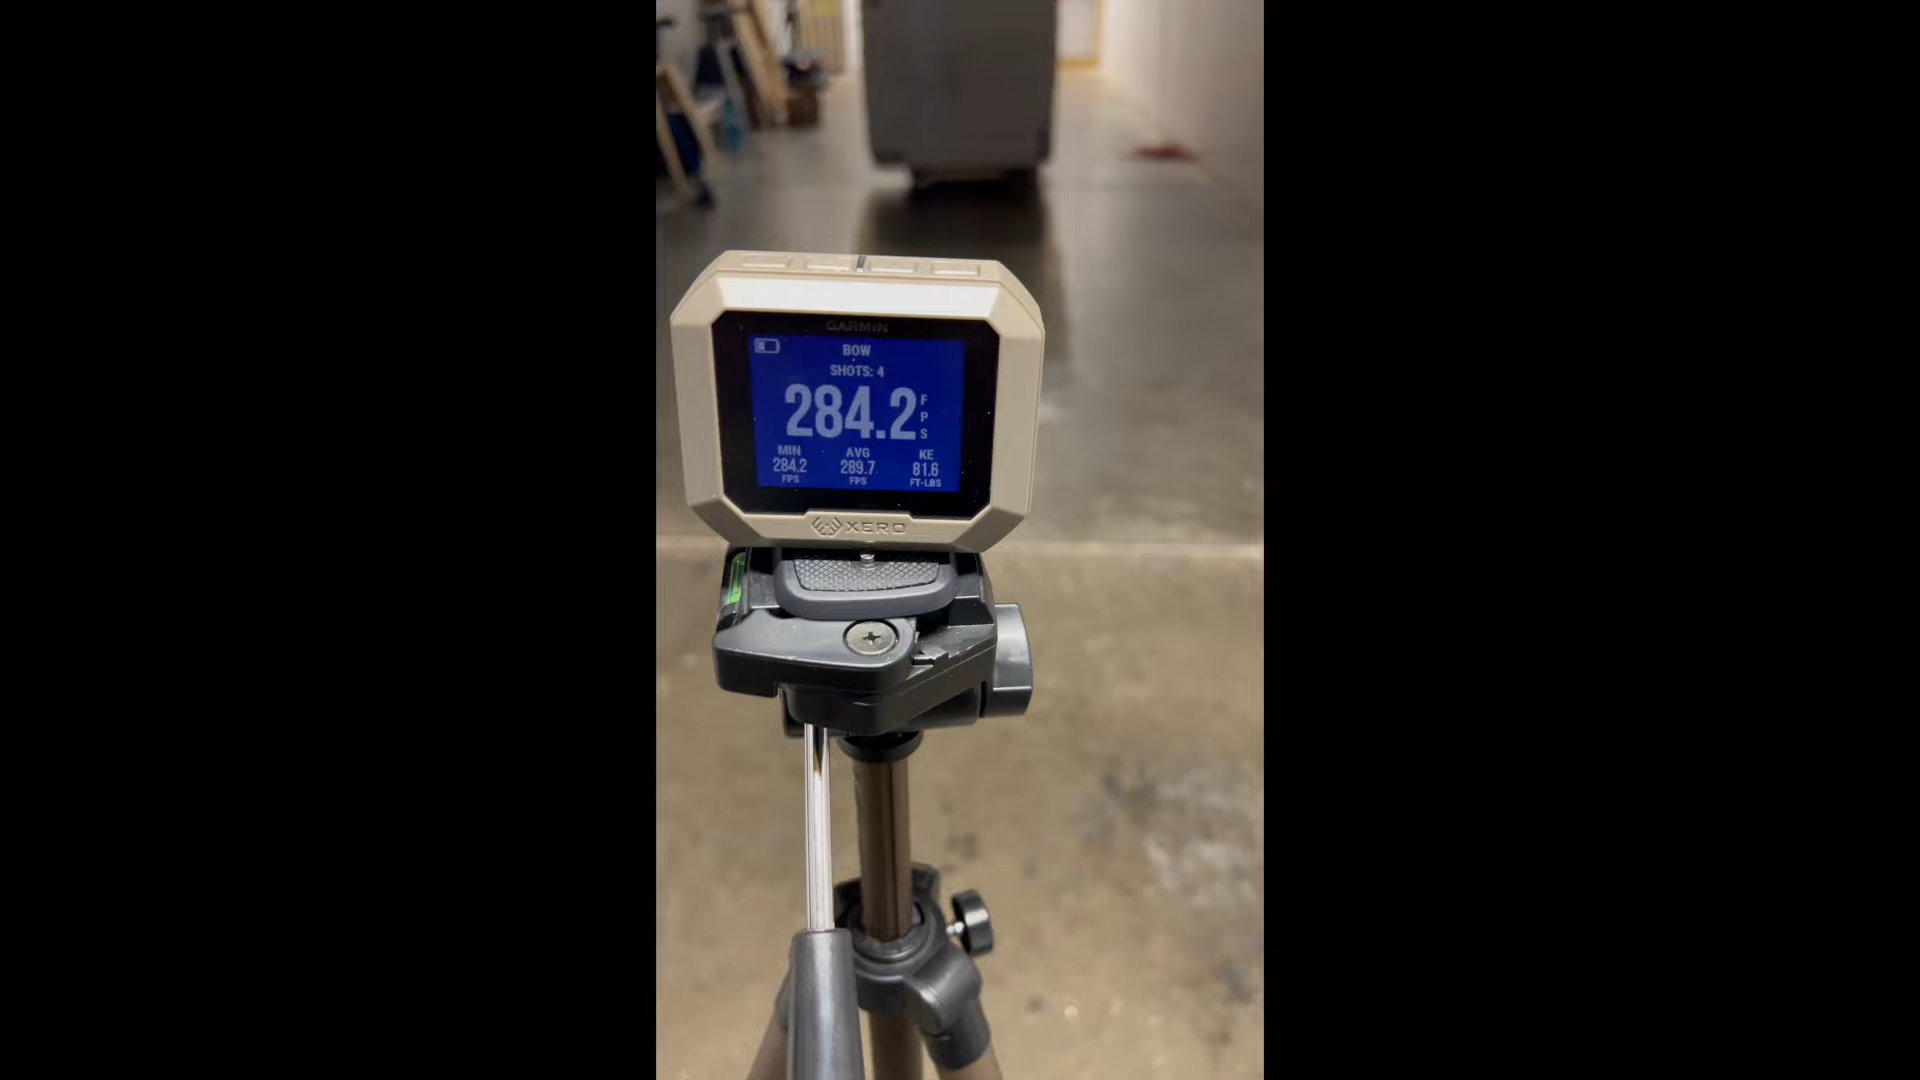 GARMIN
BOW
SHOTS: 4
284.2 FPS
MIN AVG KE
284.2 289.7 81.6
FPS FPS FT-LBS
XERO